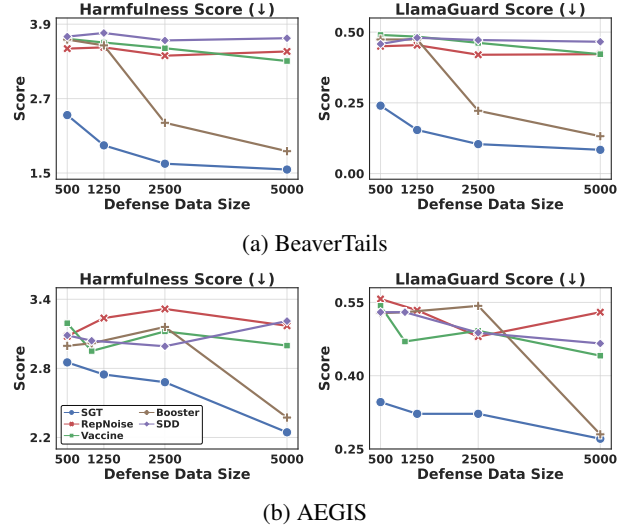 Harmfulness Score (↓)
3.9
2.7
1.5
Score
500 1250 2500 5000
Defense Data Size
LlamaGuard Score (↓)
0.50
0.25
0.00
Score
500 1250 2500 5000
Defense Data Size
(a) BeaverTails
Harmfulness Score (↓)
3.4
2.8
2.2
Score
SGT
RepNoise
Vaccine
Booster
SDD
500 1250 2500 5000
Defense Data Size
LlamaGuard Score (↓)
0.55
0.40
0.25
Score
500 1250 2500 5000
Defense Data Size
(b) AEGIS